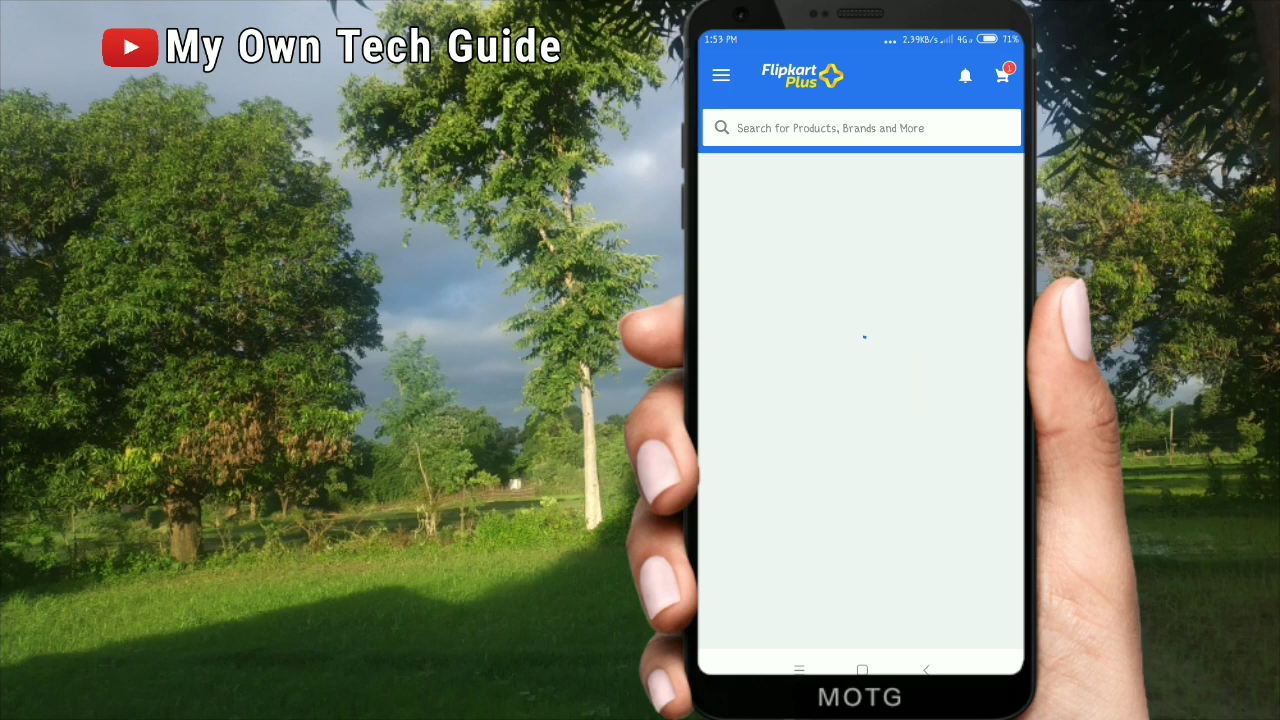 My Own Tech Guide
1:53 PM
2.39KB/s 4G 71%
Flipkart
Plus
1
Search for Products, Brands and More
MOTG